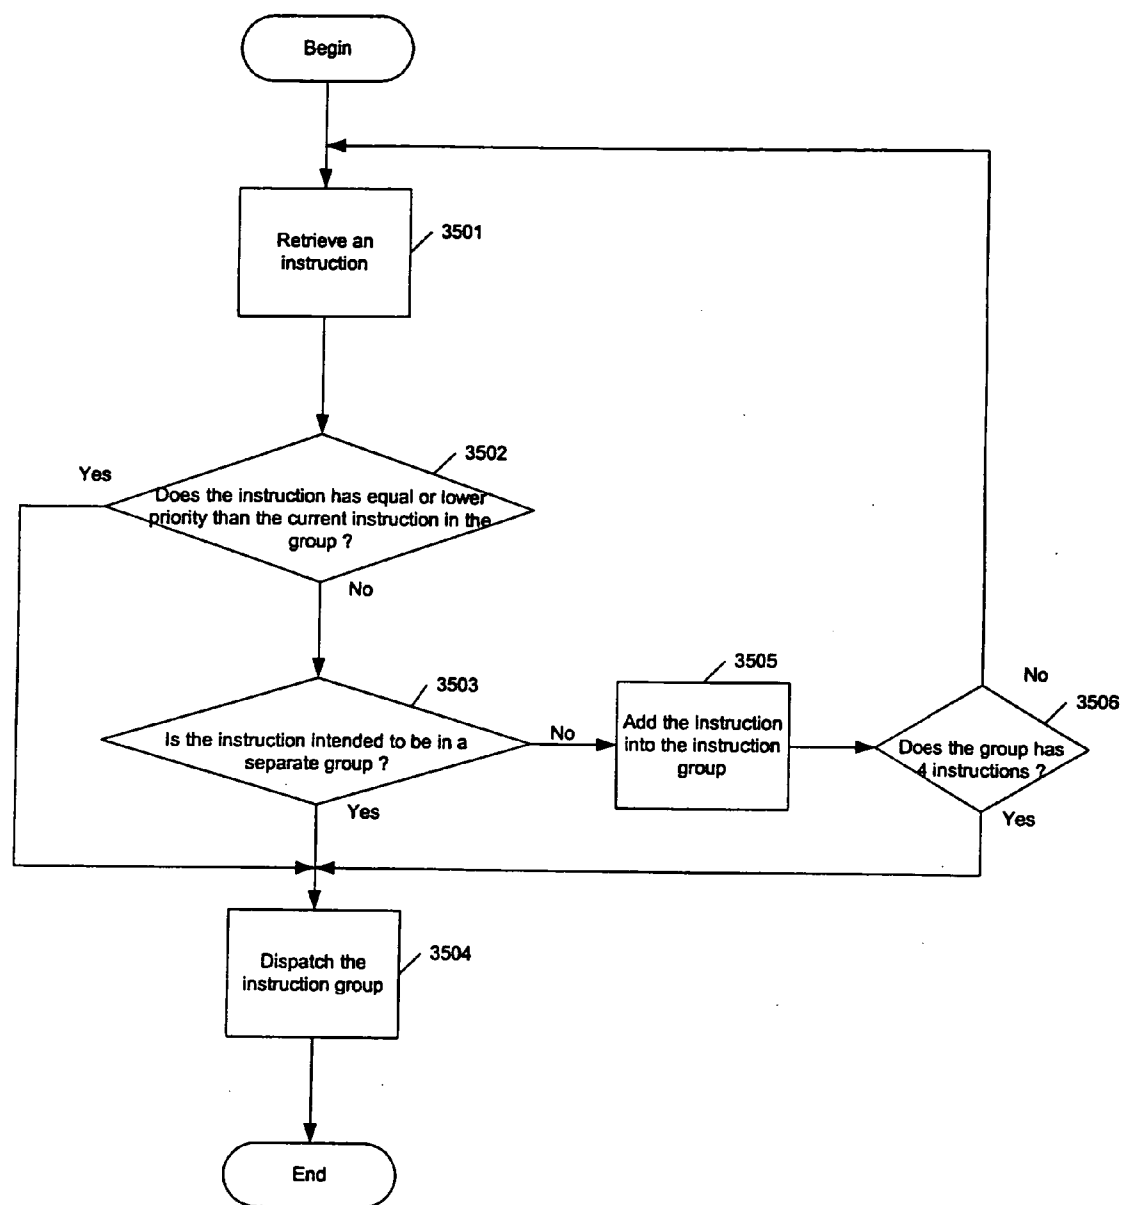 Begin
Retrieve an
instruction
3501
3502
Yes
Does the instruction has equal or lower
priority than the current instruction in the
group ?
No
3503
Is the instruction intended to be in a
separate group ?
No
Yes
3505
Add the instruction
into the instruction
group
No
3506
Does the group has
4 instructions ?
Yes
Dispatch the
instruction group
3504
End